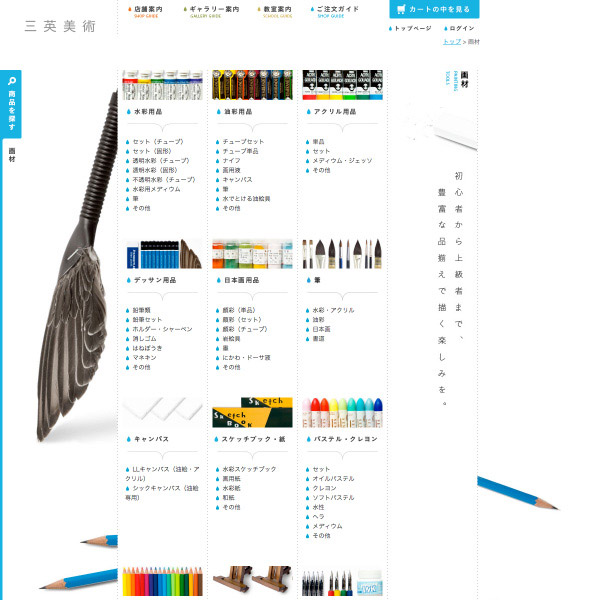 三英美術
店舗案内
SHOP GUIDE
ギャラリー案内
GALLERY GUIDE
教室案内
SCHOOL GUIDE
ご注文ガイド
SHOP GUIDE
カートの中を見る
トップページ
ログイン
トップ > 画材
商品を探す
画材
画材
PAINTING TOOLS
初心者から上級者まで、
豊富な品揃えで描く楽しみを。
水彩用品
セット（チューブ）
セット（固形）
透明水彩（チューブ）
透明水彩（固形）
不透明水彩（チューブ）
水彩用メディウム
筆
その他
油彩用品
チューブセット
チューブ単品
ナイフ
画用液
キャンバス
筆
水でとける油絵具
その他
アクリル用品
単品
セット
メディウム・ジェッソ
その他
デッサン用品
鉛筆類
鉛筆セット
ホルダー・シャーペン
消しゴム
はねぼうき
マネキン
その他
日本画用品
顔彩（単品）
顔彩（セット）
顔彩（チューブ）
岩絵具
墨
にかわ・ドーサ液
その他
筆
水彩・アクリル
油彩
日本画
書道
キャンバス
LLキャンバス（油絵・ア
クリル）
シックキャンバス（油絵
専用）
Sketch
BOOK
Sketch
スケッチブック・紙
水彩スケッチブック
画用紙
水彩紙
和紙
その他
パステル・クレヨン
セット
オイルパステル
クレヨン
ソフトパステル
水性
ヘラ
メディウム
その他